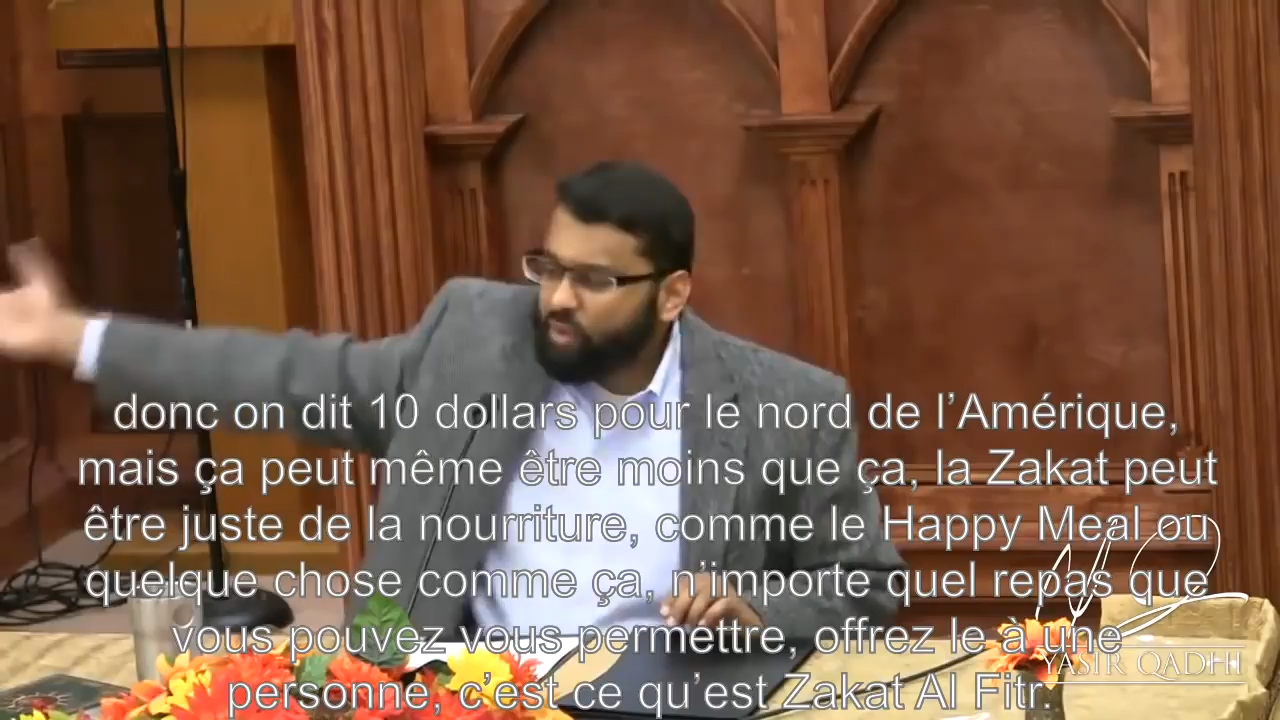 donc on dit 10 dollars pour le nord de l’Amérique,
mais ça peut même être moins que ça, la Zakat peut
être juste de la nourriture, comme le Happy Meal ou
quelque chose comme ça, n’importe quel repas que
vous pouvez vous permettre, offrez le à une
personne, c’est ce qu’est Zakat Al Fitr.
YASIR QADHI